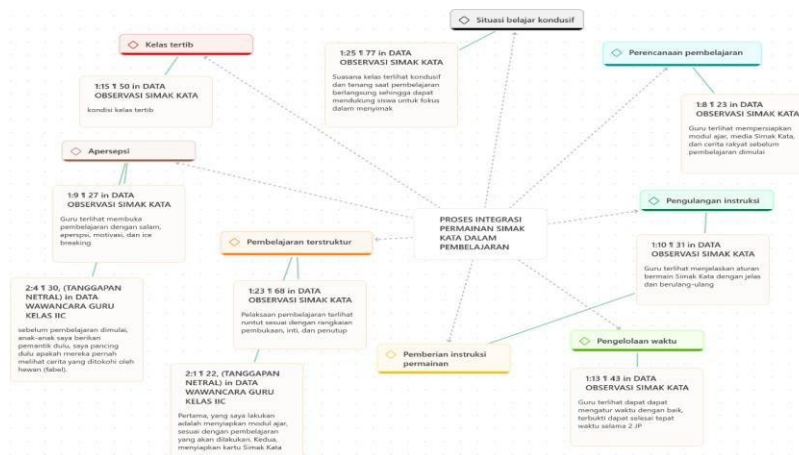 Situasi belajar kondusif
Kelas tertib
1:25 ¶ 77 in DATA
OBSERVASI SIMAK KATA
Suasana kelas terlihat kondusif
dan tenang saat pembelajaran
berlangsung sehingga dapat
mendukung siswa untuk fokus
dalam menyimak
Perencanaan pembelajaran
1:15 ¶ 50 in DATA
OBSERVASI SIMAK KATA
kondisi kelas tertib
1:8 ¶ 23 in DATA
OBSERVASI SIMAK KATA
Guru terlihat mempersiapkan
modul ajar, media Simak Kata,
dan cerita rakyat sebelum
pembelajaran dimulai
Apersepsi
1:9 ¶ 27 in DATA
OBSERVASI SIMAK KATA
Guru terlihat membuka
pembelajaran dengan salam,
aperspsi, motivasi, dan ice
breaking
Pengulangan instruksi
PROSES INTEGRASI
PERMAINAN SIMAK
KATA DALAM
PEMBELAJARAN
Pembelajaran terstruktur
1:10 ¶ 31 in DATA
OBSERVASI SIMAK KATA
Guru terlihat menjelaskan aturan
bermain Simak Kata dengan jelas
dan berulang-ulang
2:4 ¶ 30, (TANGGAPAN
NETRAL) in DATA
WAWANCARA GURU
KELAS IIC
sebelum pembelajaran dimulai,
anak-anak saya berikan
pemantik dulu, saya pancing
dulu apakah mereka pernah
melihat cerita yang ditokohi oleh
hewan (fabel).
1:23 ¶ 68 in DATA
OBSERVASI SIMAK KATA
Pelaksaan pembelajaran terlihat
runtut sesuai dengan rangkaian
pembukaan, inti, dan penutup
Pemberian instruksi
permainan
Pengelolaan waktu
2:1 ¶ 22, (TANGGAPAN
NETRAL) in DATA
WAWANCARA GURU
KELAS IIC
Pertama, yang saya lakukan
adalah menyiapkan modul ajar,
sesuai dengan pembelajaran
yang akan dilakukan. Kedua,
menyiapkan kartu Simak Kata
1:13 ¶ 43 in DATA
OBSERVASI SIMAK KATA
Guru terlihat dapat dapat
mengatur waktu dengan baik,
terbukti dapat selesai tepat
waktu selama 2 JP